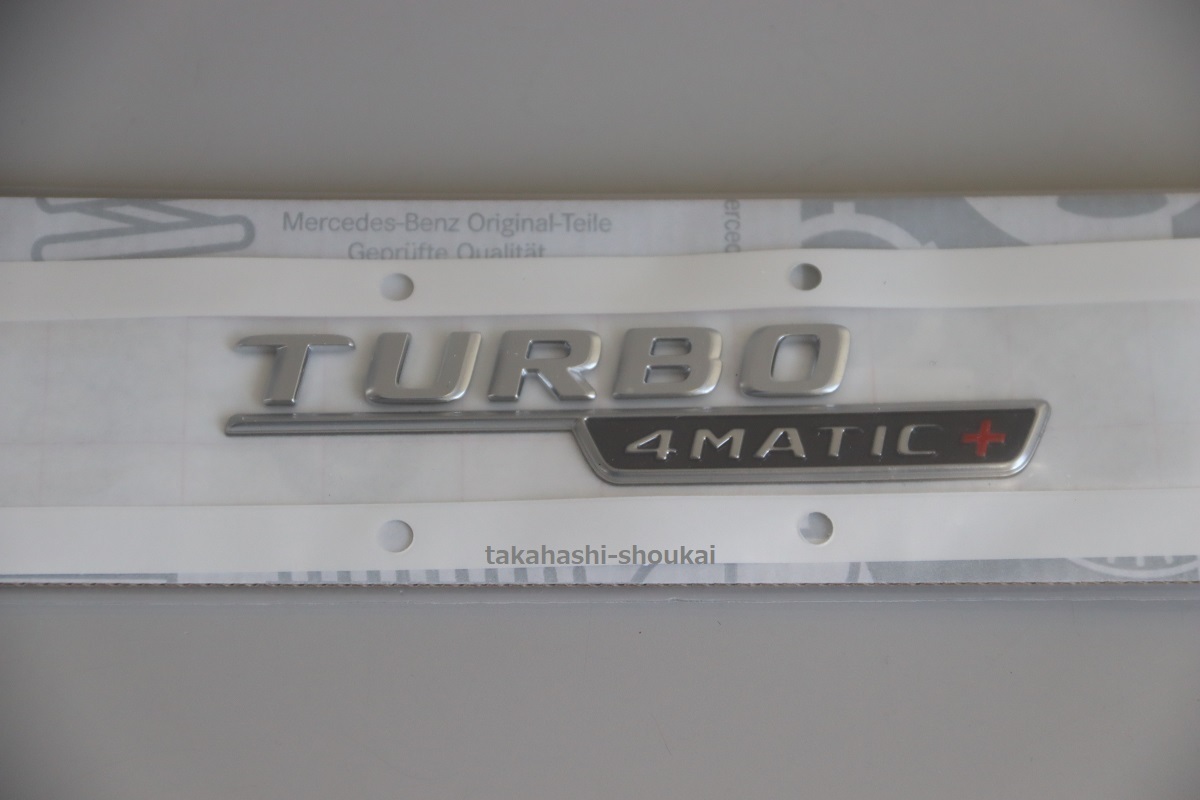 Mercedes-Benz Original-Teile
Geprüfte Qualität
TURBO
4MATIC+
takahashi-shoukai